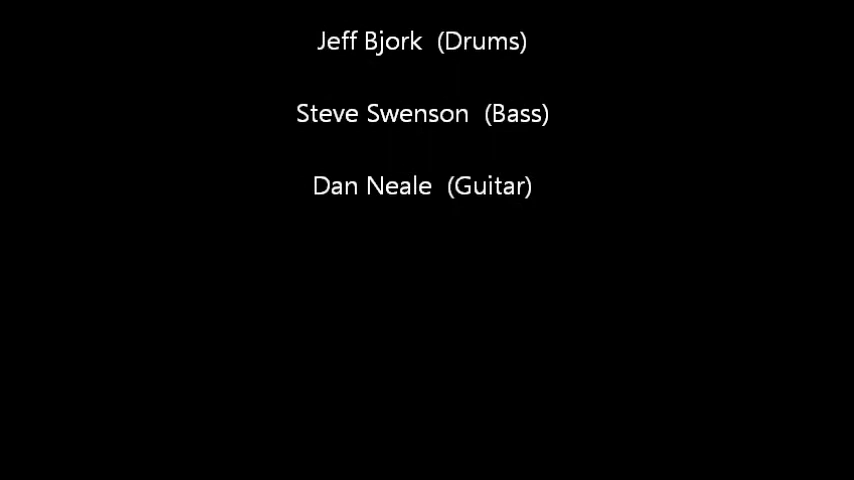 Jeff Bjork (Drums)
Steve Swenson (Bass)
Dan Neale (Guitar)